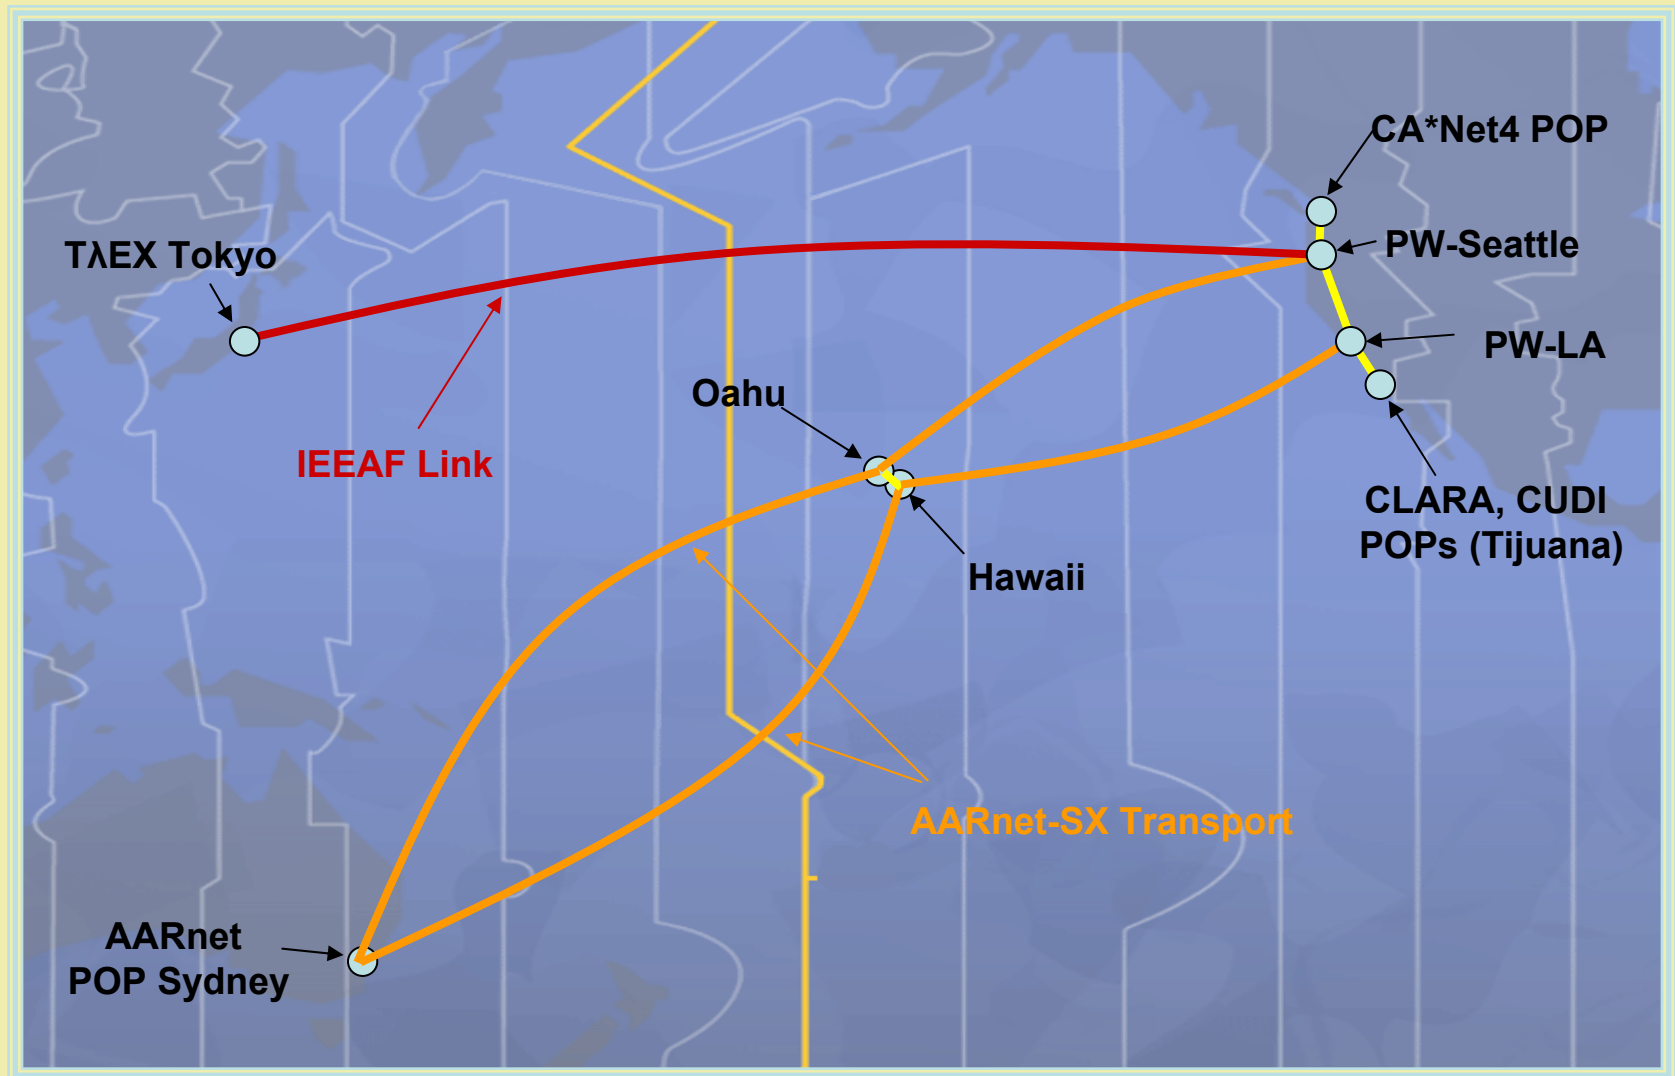 CA*Net4 POP
TλEX Tokyo
PW-Seattle
PW-LA
Oahu
IEEAF Link
CLARA, CUDI
POPs (Tijuana)
Hawaii
AARnet-SX Transport
AARnet
POP Sydney